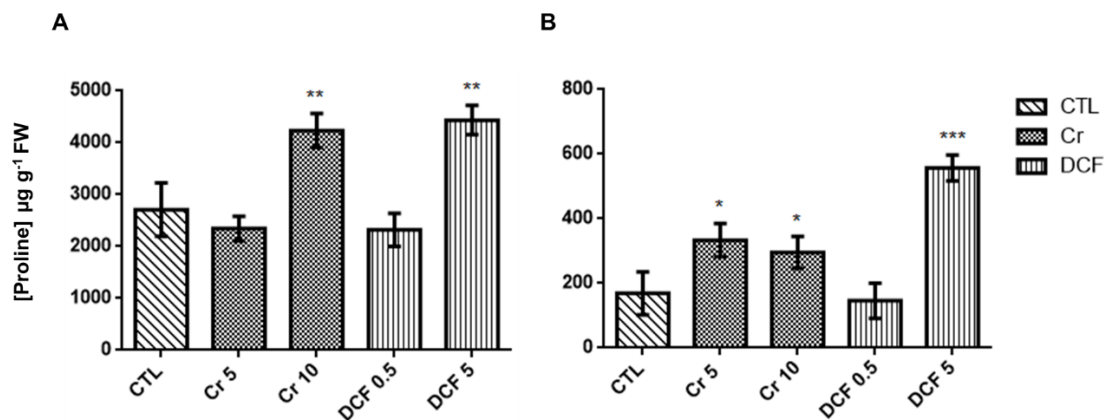 A
[Proline] µg g-1 FW
5000
4000
3000
2000
1000
0
**
**
CTL
Cr 5
Cr 10
DCF 0.5
DCF 5
B
800
600
400
200
0
*
*
***
CTL
Cr 5
Cr 10
DCF 0.5
DCF 5
CTL
Cr
DCF